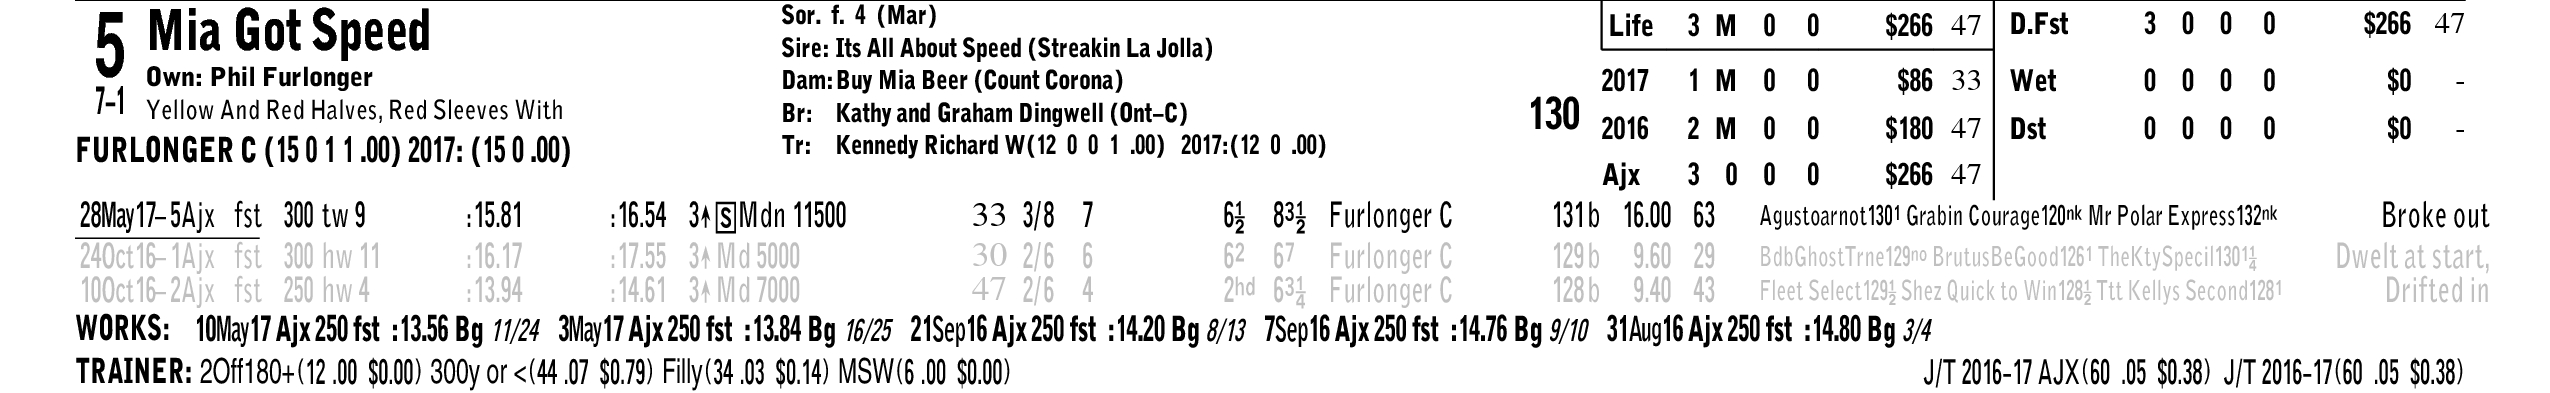 5 Mia Got Speed
Own: Phil Furlonger
7-1 Yellow And Red Halves, Red Sleeves With
FURLONGER C (15 0 1 1 .00) 2017: (15 0 .00)
Sor. f. 4 (Mar)
Sire: Its All About Speed (Streakin La Jolla)
Dam: Buy Mia Beer (Count Corona)
Br: Kathy and Graham Dingwell (Ont–C)
Tr: Kennedy Richard W(12 0 0 1 .00) 2017:(12 0 .00)
130
Life 3 M 0 0 $266 47
2017 1 M 0 0 $86 33
2016 2 M 0 0 $180 47
Ajx 3 0 0 0 $266 47
D.Fst 3 0 0 0 $266 47
Wet 0 0 0 0 $0 -
Dst 0 0 0 0 $0 -
28May17–5Ajx fst 300 tw 9 :15.81 :16.54 3↑ S Mdn 11500 33 3/8 7 6½ 83½ Furlonger C 131b 16.00 63 Agustoarnot130¹ Grabin Courage120ⁿᵏ Mr Polar Express132ⁿᵏ Broke out
24Oct16–1Ajx fst 300 hw 11 :16.17 :17.55 3↑ Md 5000 30 2/6 6 6² 6⁷ Furlonger C 129b 9.60 29 BdbGhostTrne129ⁿᵒ BrutusBeGood126¹ TheKtySpecil1301¼ Dwelt at start,
10Oct16–2Ajx fst 250 hw 4 :13.94 :14.61 3↑ Md 7000 47 2/6 4 2ʰᵈ 63¼ Furlonger C 128b 9.40 43 Fleet Select129½ Shez Quick to Win128½ Ttt Kellys Second128¹ Drifted in
WORKS: 10May17 Ajx 250 fst :13.56 Bg 11/24 3May17 Ajx 250 fst :13.84 Bg 16/25 21Sep16 Ajx 250 fst :14.20 Bg 8/13 7Sep16 Ajx 250 fst :14.76 Bg 9/10 31Aug16 Ajx 250 fst :14.80 Bg 3/4
TRAINER: 2Off180+(12 .00 $0.00) 300y or <(44 .07 $0.79) Filly(34 .03 $0.14) MSW(6 .00 $0.00) J/T 2016-17 AJX(60 .05 $0.38) J/T 2016-17(60 .05 $0.38)